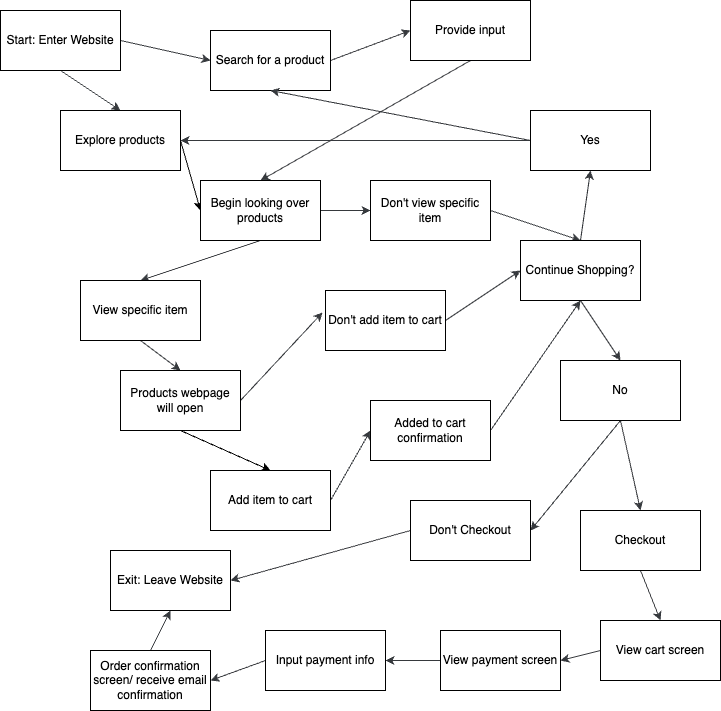 Start: Enter Website
Search for a product
Provide input
Explore products
Yes
Begin looking over
products
Don't view specific
item
Continue Shopping?
View specific item
Don't add item to cart
Products webpage
will open
No
Added to cart
confirmation
Add item to cart
Don't Checkout
Checkout
Exit: Leave Website
View cart screen
View payment screen
Input payment info
Order confirmation
screen/ receive email
confirmation